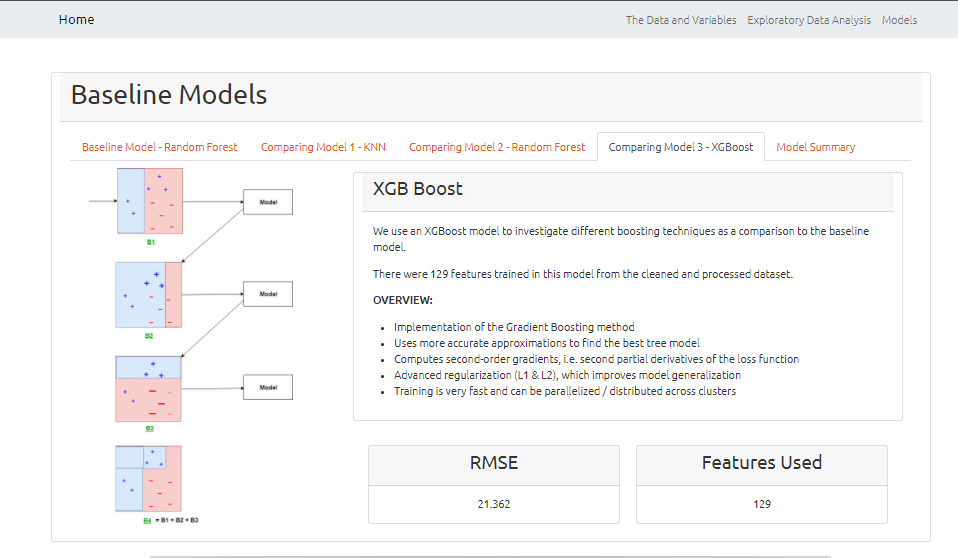 Home
The Data and Variables
Exploratory Data Analysis
Models
Baseline Models
Baseline Model - Random Forest
Comparing Model 1 - KNN
Comparing Model 2 - Random Forest
Comparing Model 3 - XGBoost
Model Summary
Model
B1
Model
B2
Model
B3
B4 = B1 + B2 + B3
XGB Boost
We use an XGBoost model to investigate different boosting techniques as a comparison to the baseline
model.
There were 129 features trained in this model from the cleaned and processed dataset.
OVERVIEW:
• Implementation of the Gradient Boosting method
• Uses more accurate approximations to find the best tree model
• Computes second-order gradients, i.e. second partial derivatives of the loss function
• Advanced regularization (L1 & L2), which improves model generalization
• Training is very fast and can be parallelized / distributed across clusters
RMSE
21.362
Features Used
129